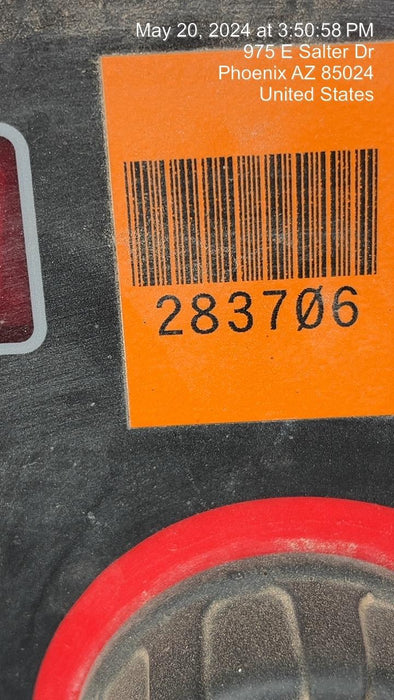 May 20, 2024 at 3:50:58 PM
975 E Salter Dr
Phoenix AZ 85024
United States
283706